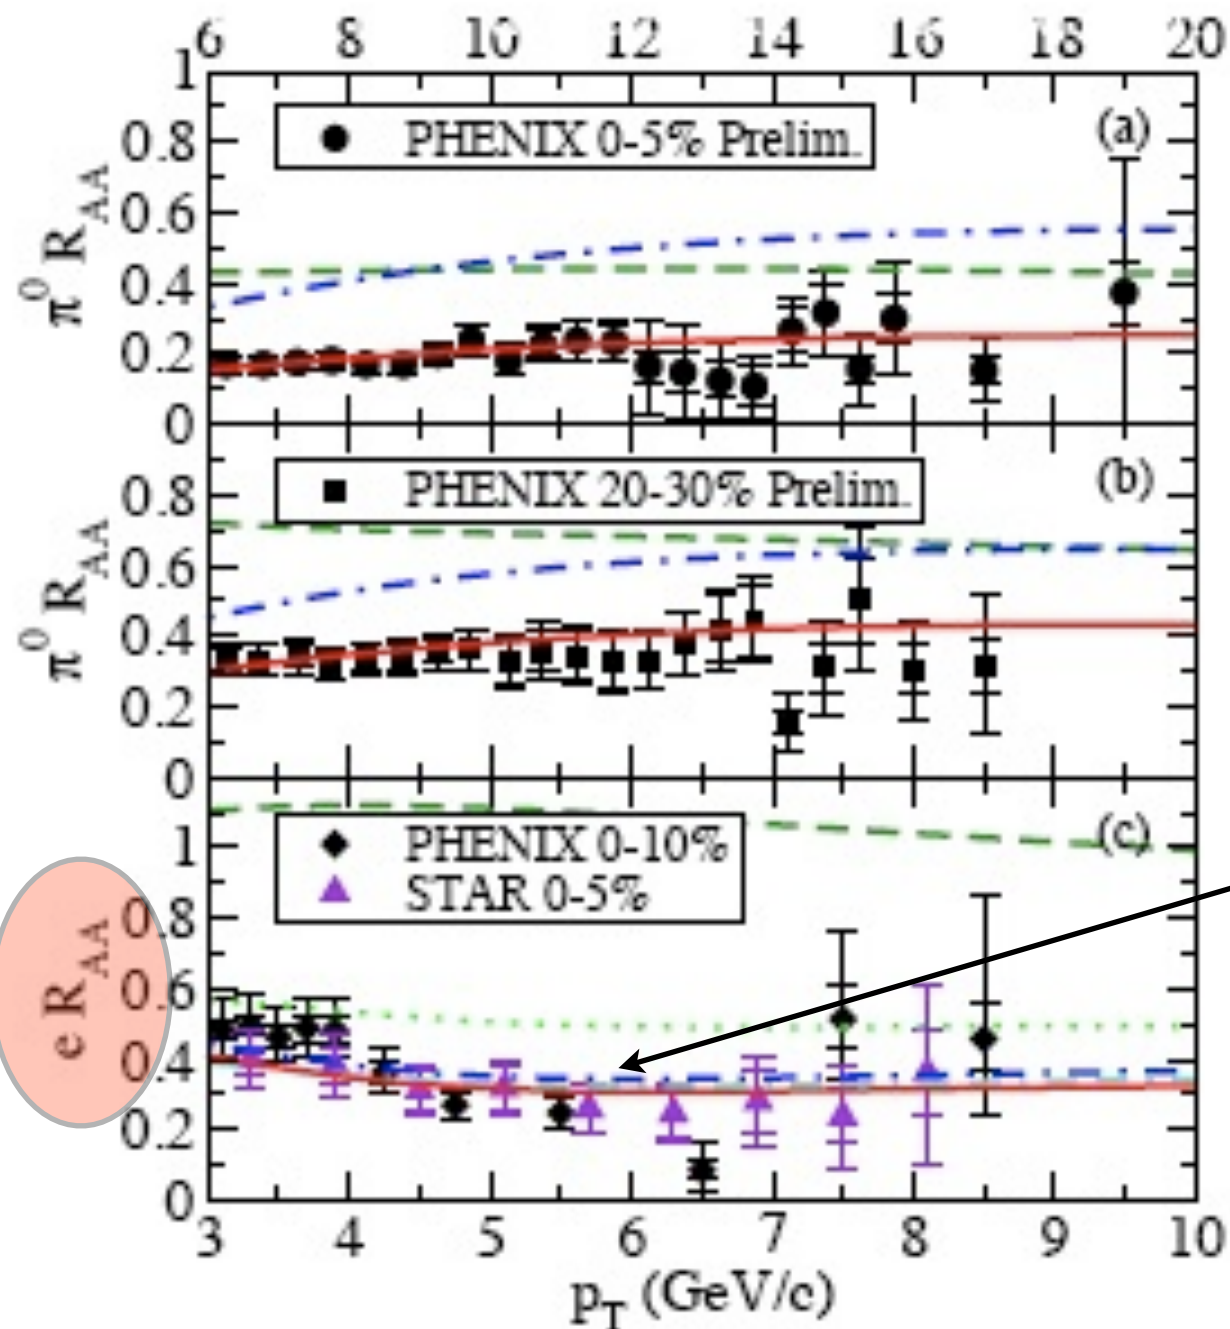 6 8 10 12 14 16 18 20
1
PHENIX 0-5% Prelim.
(a)
0.8
0.6
0.4
0.2
0
π⁰ R_AA
PHENIX 20-30% Prelim.
(b)
0.8
0.6
0.4
0.2
0
π⁰ R_AA
PHENIX 0-10%
STAR 0-5%
(c)
1
0.8
0.6
0.4
0.2
0
e R_AA
3 4 5 6 7 8 9 10
p_T (GeV/c)